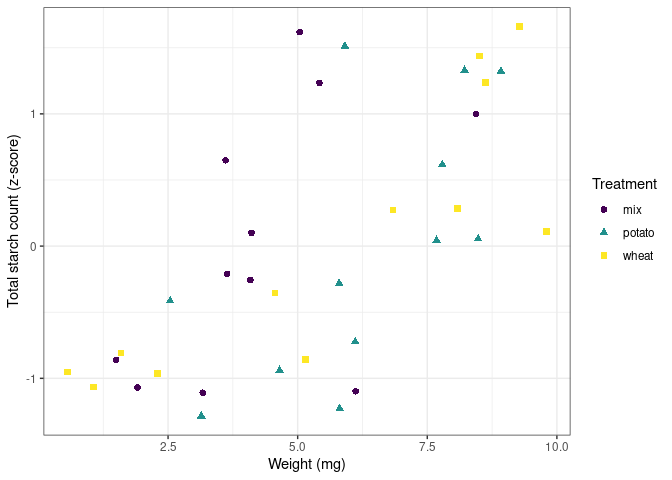 Total starch count (z-score)
1
0
-1
2.5 5.0 7.5 10.0
Weight (mg)
Treatment
mix
potato
wheat